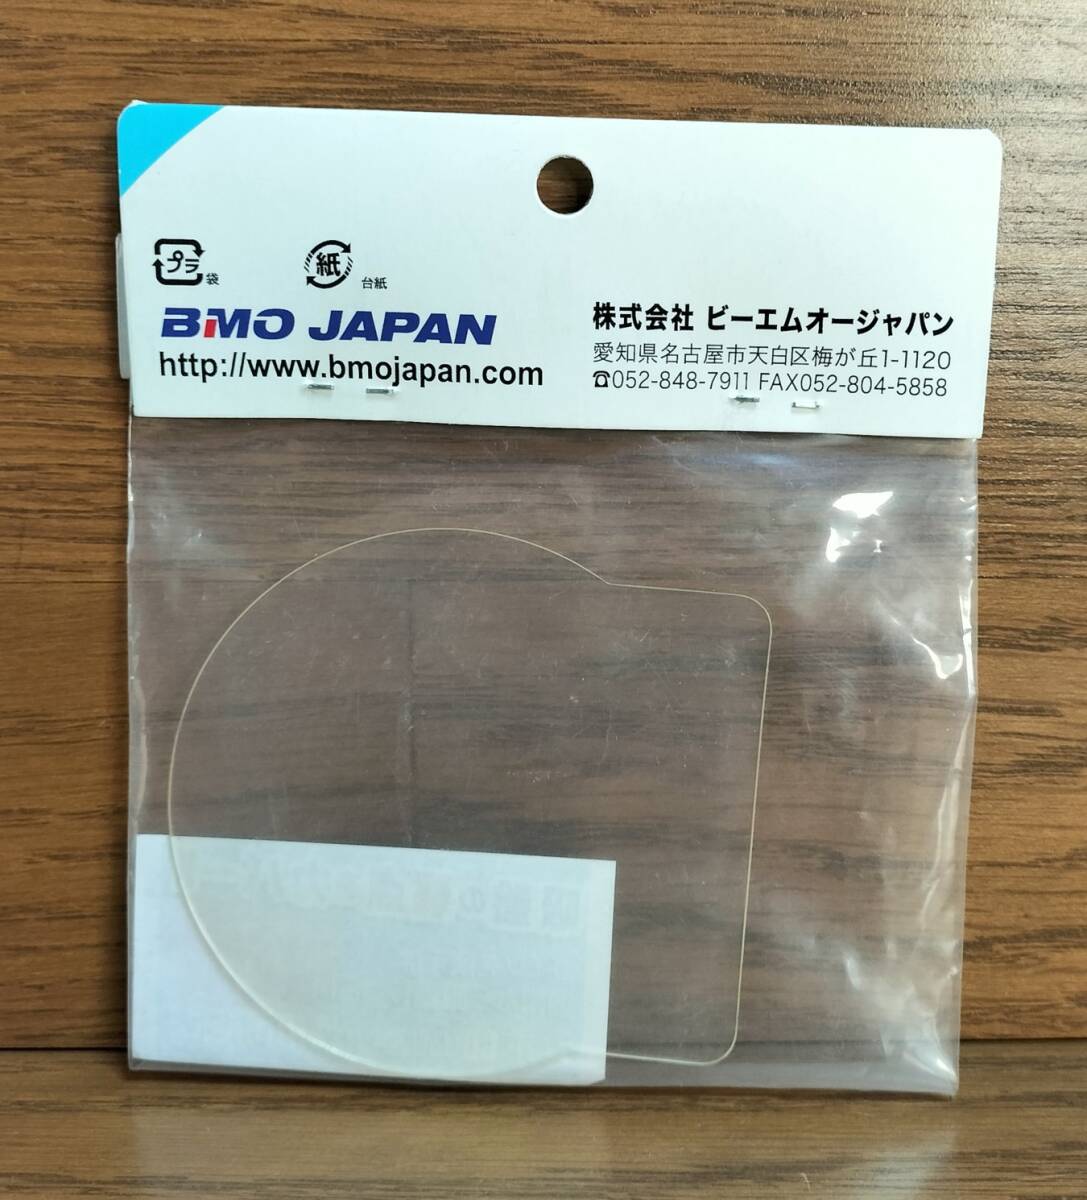 プラ 袋
紙 台紙
BMO JAPAN
http://www.bmojapan.com
株式会社 ビーエムオージャパン
愛知県名古屋市天白区梅が丘1-1120
☎052-848-7911 FAX052-804-5858